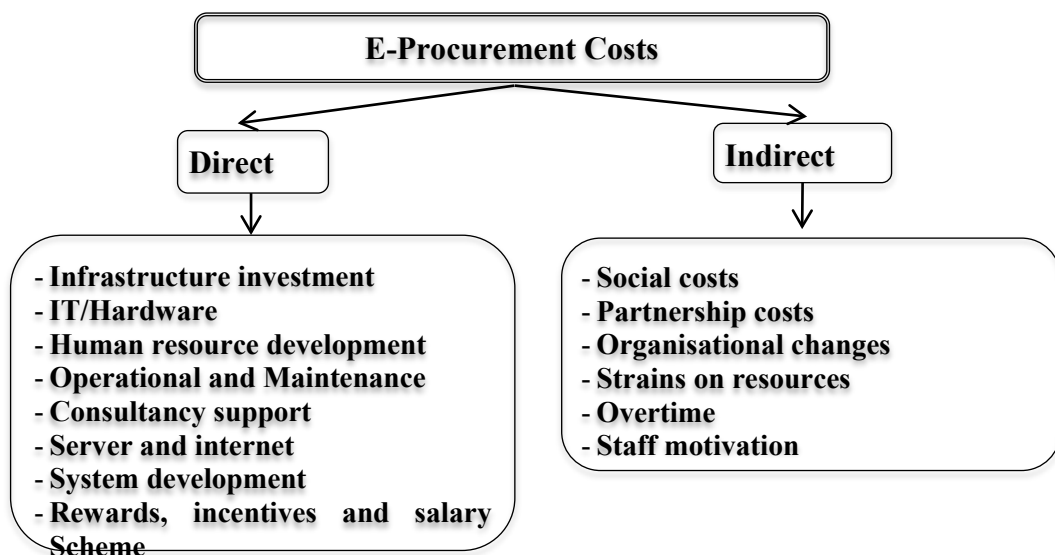 E-Procurement Costs
Direct
- Infrastructure investment
- IT/Hardware
- Human resource development
- Operational and Maintenance
- Consultancy support
- Server and internet
- System development
- Rewards, incentives and salary
Scheme
Indirect
- Social costs
- Partnership costs
- Organisational changes
- Strains on resources
- Overtime
- Staff motivation